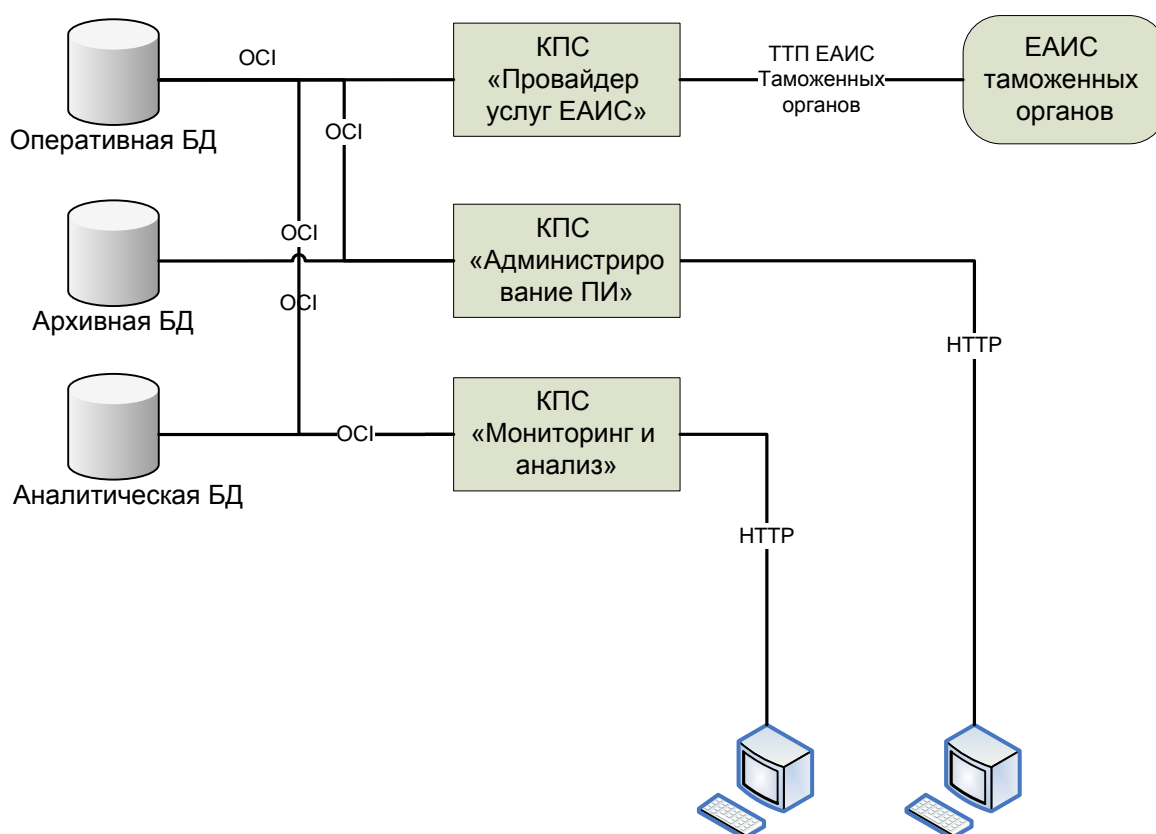 OCI
КПС
«Провайдер
услуг ЕАИС»
ТТП ЕАИС
Таможенных
органов
ЕАИС
таможенных
органов
Оперативная БД
OCI
OCI
КПС
«Администриро
вание ПИ»
OCI
Архивная БД
HTTP
КПС
«Мониторинг и
анализ»
OCI
Аналитическая БД
HTTP